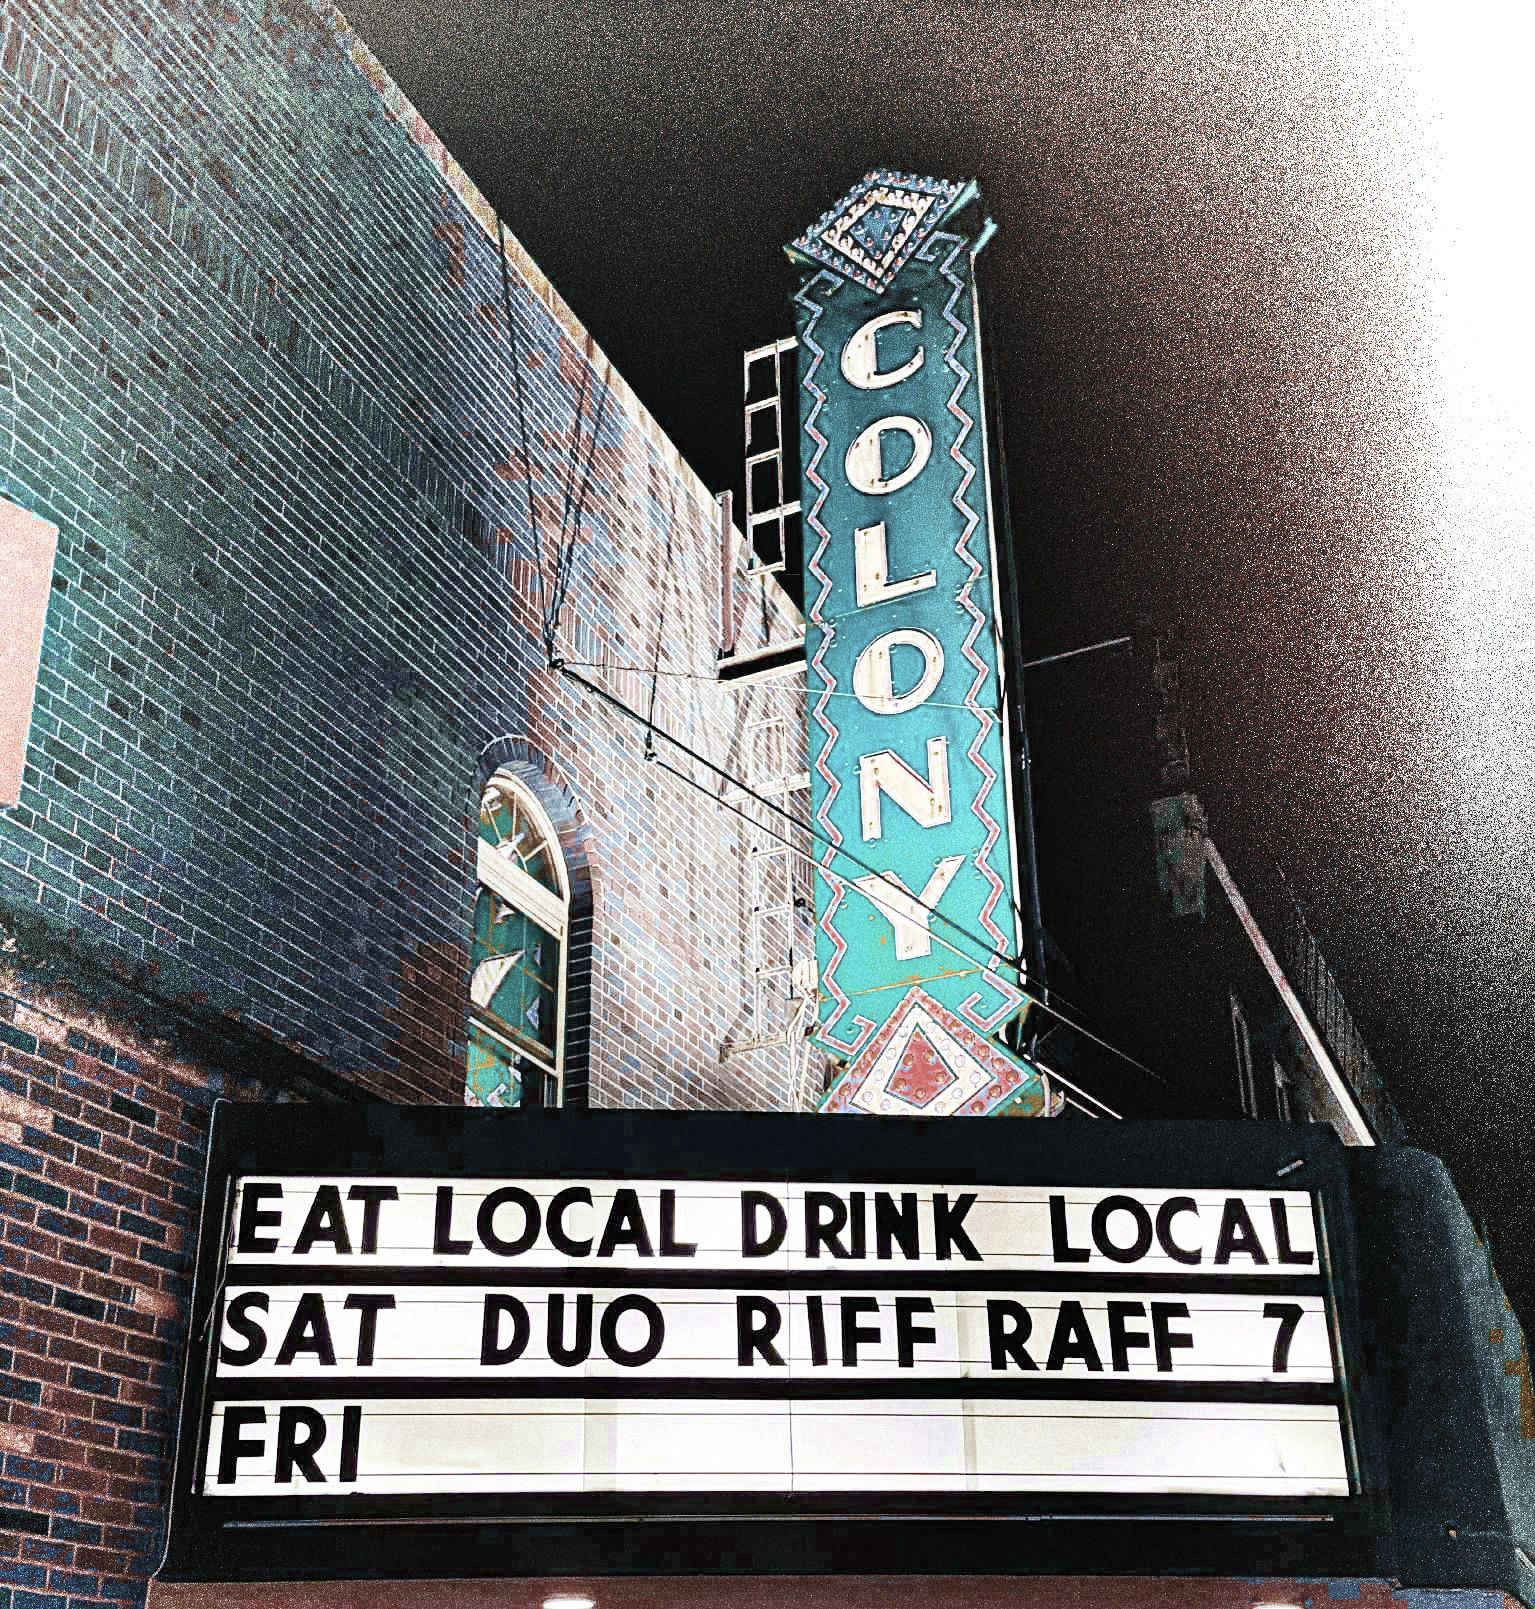 COLONY
EAT LOCAL DRINK LOCAL
SAT DUO RIFF RAFF 7
FRI